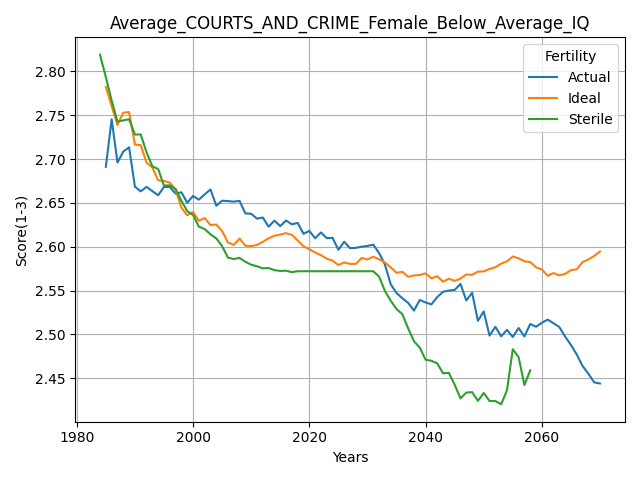 Average_COURTS_AND_CRIME_Female_Below_Average_IQ
Fertility
Actual
Ideal
Sterile
Score(1-3)
2.80
2.75
2.70
2.65
2.60
2.55
2.50
2.45
1980
2000
2020
2040
2060
Years